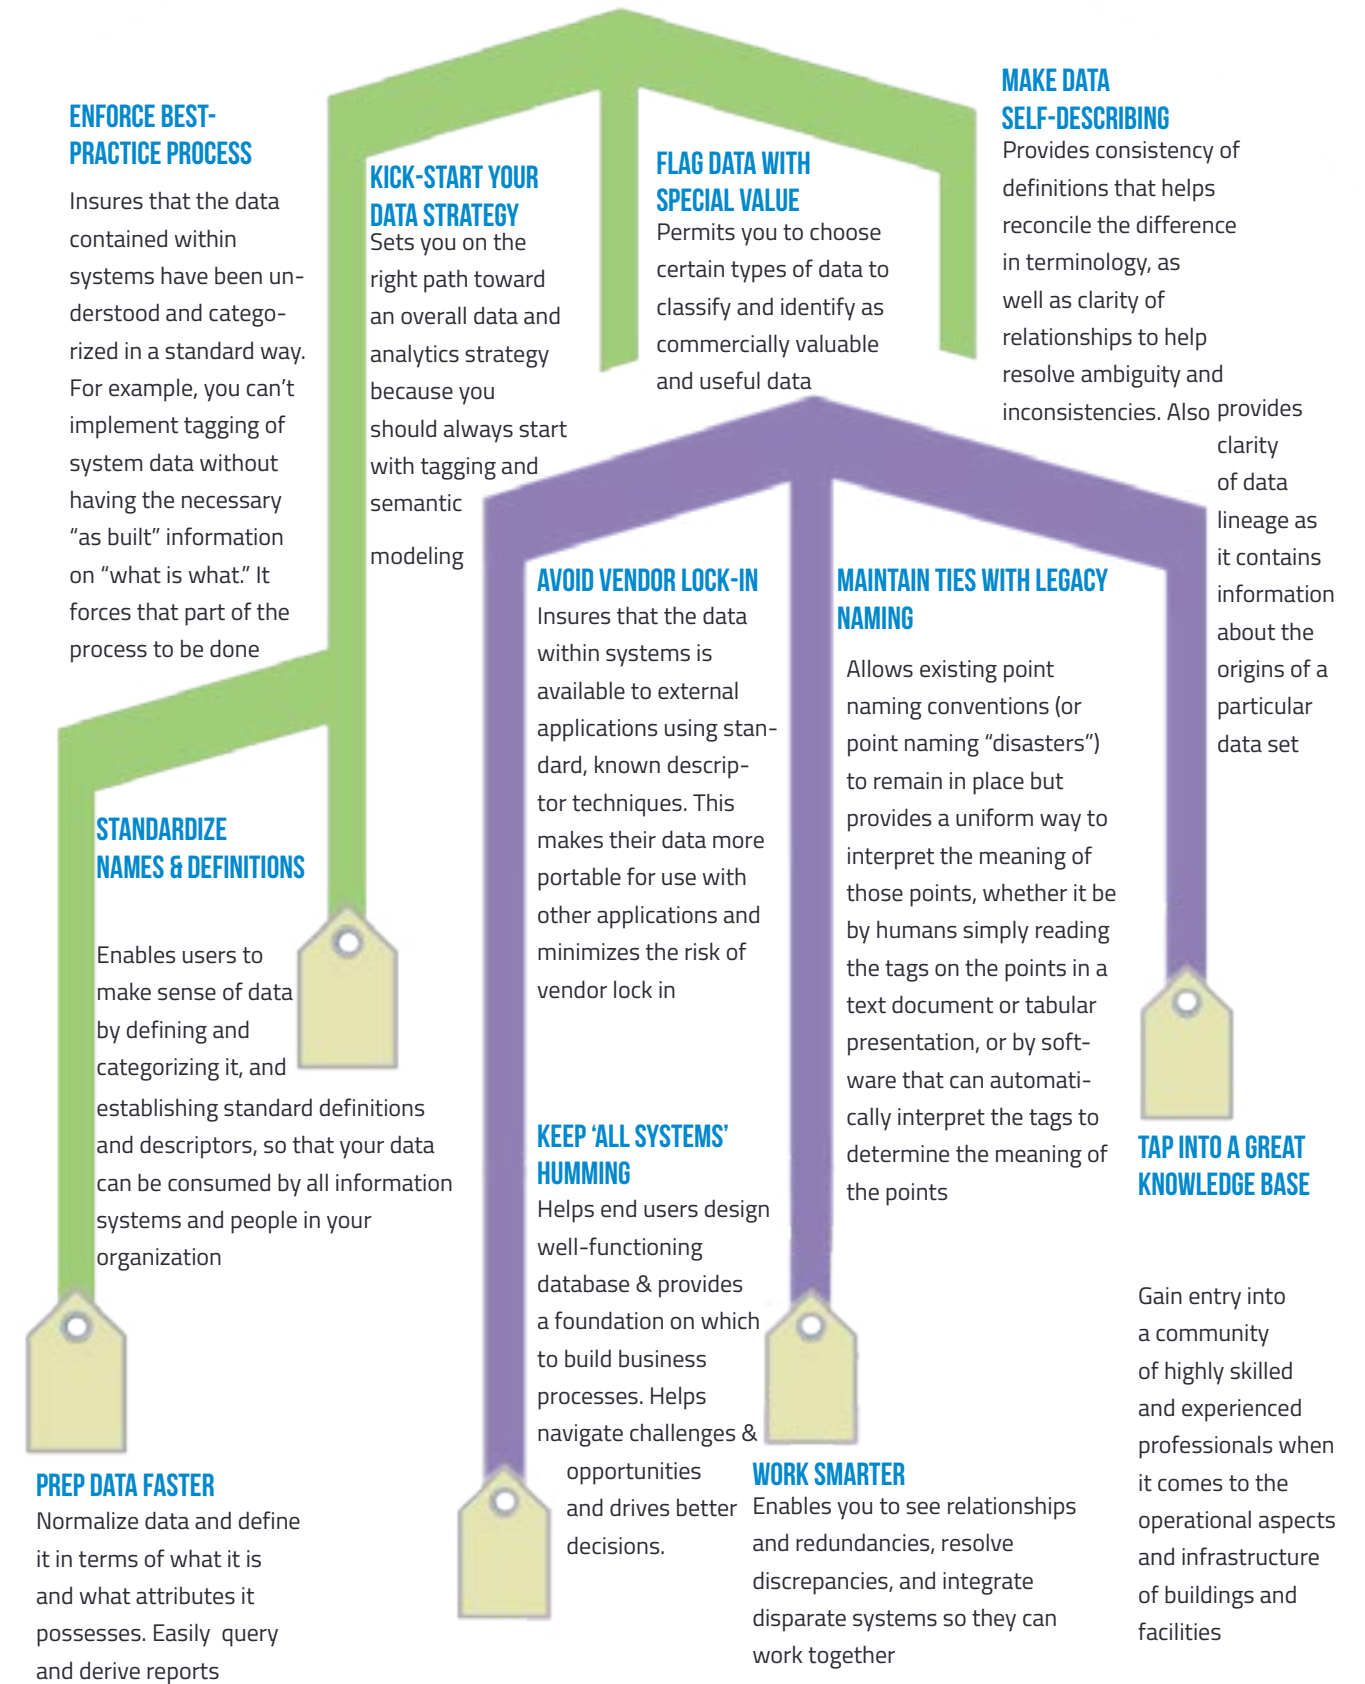 ENFORCE BEST-
PRACTICE PROCESS
Insures that the data
contained within
systems have been un-
derstood and catego-
rized in a standard way.
For example, you can't
implement tagging of
system data without
having the necessary
“as built” information
on “what is what.” It
forces that part of the
process to be done
KICK-START YOUR
DATA STRATEGY
Sets you on the
right path toward
an overall data and
analytics strategy
because you
should always start
with tagging and
semantic
modeling
FLAG DATA WITH
SPECIAL VALUE
Permits you to choose
certain types of data to
classify and identify as
commercially valuable
and useful data
MAKE DATA
SELF-DESCRIBING
Provides consistency of
definitions that helps
reconcile the difference
in terminology, as
well as clarity of
relationships to help
resolve ambiguity and
inconsistencies. Also provides
clarity
of data
lineage as
it contains
information
about the
origins of a
particular
data set
STANDARDIZE
NAMES & DEFINITIONS
Enables users to
make sense of data
by defining and
categorizing it, and
establishing standard definitions
and descriptors, so that your data
can be consumed by all information
systems and people in your
organization
AVOID VENDOR LOCK-IN
Insures that the data
within systems is
available to external
applications using stan-
dard, known descrip-
tor techniques. This
makes their data more
portable for use with
other applications and
minimizes the risk of
vendor lock in
MAINTAIN TIES WITH LEGACY
NAMING
Allows existing point
naming conventions (or
point naming “disasters”)
to remain in place but
provides a uniform way to
interpret the meaning of
those points, whether it be
by humans simply reading
the tags on the points in a
text document or tabular
presentation, or by soft-
ware that can automati-
cally interpret the tags to
determine the meaning of
the points
KEEP ‘ALL SYSTEMS’
HUMMING
Helps end users design
well-functioning
database & provides
a foundation on which
to build business
processes. Helps
navigate challenges &
opportunities
and drives better
decisions.
TAP INTO A GREAT
KNOWLEDGE BASE
Gain entry into
a community
of highly skilled
and experienced
professionals when
it comes to the
operational aspects
and infrastructure
of buildings and
facilities
PREP DATA FASTER
Normalize data and define
it in terms of what it is
and what attributes it
possesses. Easily query
and derive reports
WORK SMARTER
Enables you to see relationships
and redundancies, resolve
discrepancies, and integrate
disparate systems so they can
work together